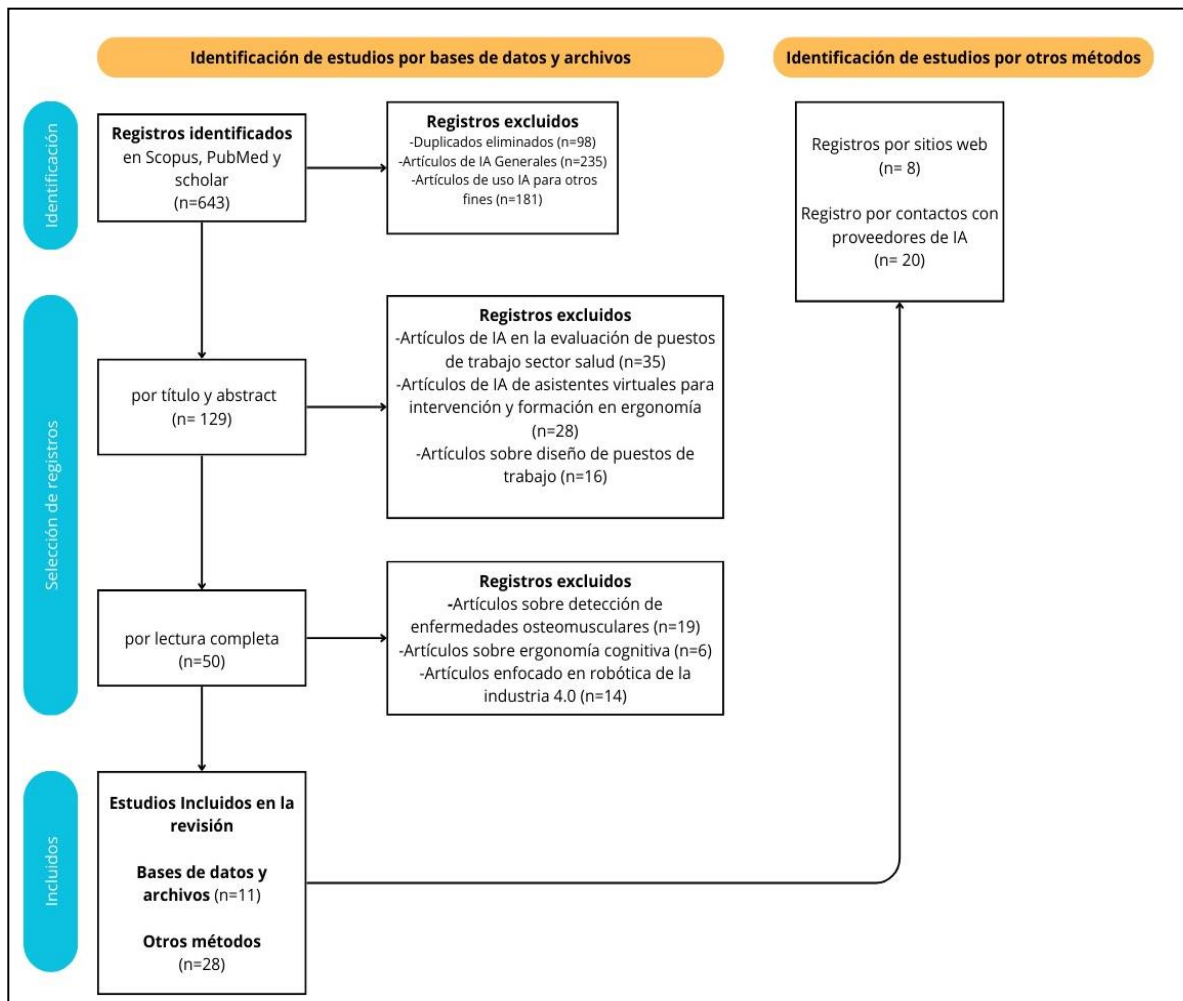 Identificación de estudios por bases de datos y archivos
Identificación de estudios por otros métodos
Identificación
Registros identificados
en Scopus, PubMed y
scholar
(n=643)
Registros excluidos
-Duplicados eliminados (n=98)
-Artículos de IA Generales (n=235)
-Artículos de uso IA para otros
fines (n=181)
Registros por sitios web
(n= 8)
Registro por contactos con
proveedores de IA
(n= 20)
Selección de registros
por título y abstract
(n= 129)
Registros excluidos
-Artículos de IA en la evaluación de puestos
de trabajo sector salud (n=35)
-Artículos de IA de asistentes virtuales para
intervención y formación en ergonomía
(n=28)
-Artículos sobre diseño de puestos de
trabajo (n=16)
por lectura completa
(n=50)
Registros excluidos
-Artículos sobre detección de
enfermedades osteomusculares (n=19)
-Artículos sobre ergonomía cognitiva (n=6)
-Artículos enfocado en robótica de la
industria 4.0 (n=14)
Incluidos
Estudios Incluidos en la
revisión
Bases de datos y
archivos (n=11)
Otros métodos
(n=28)